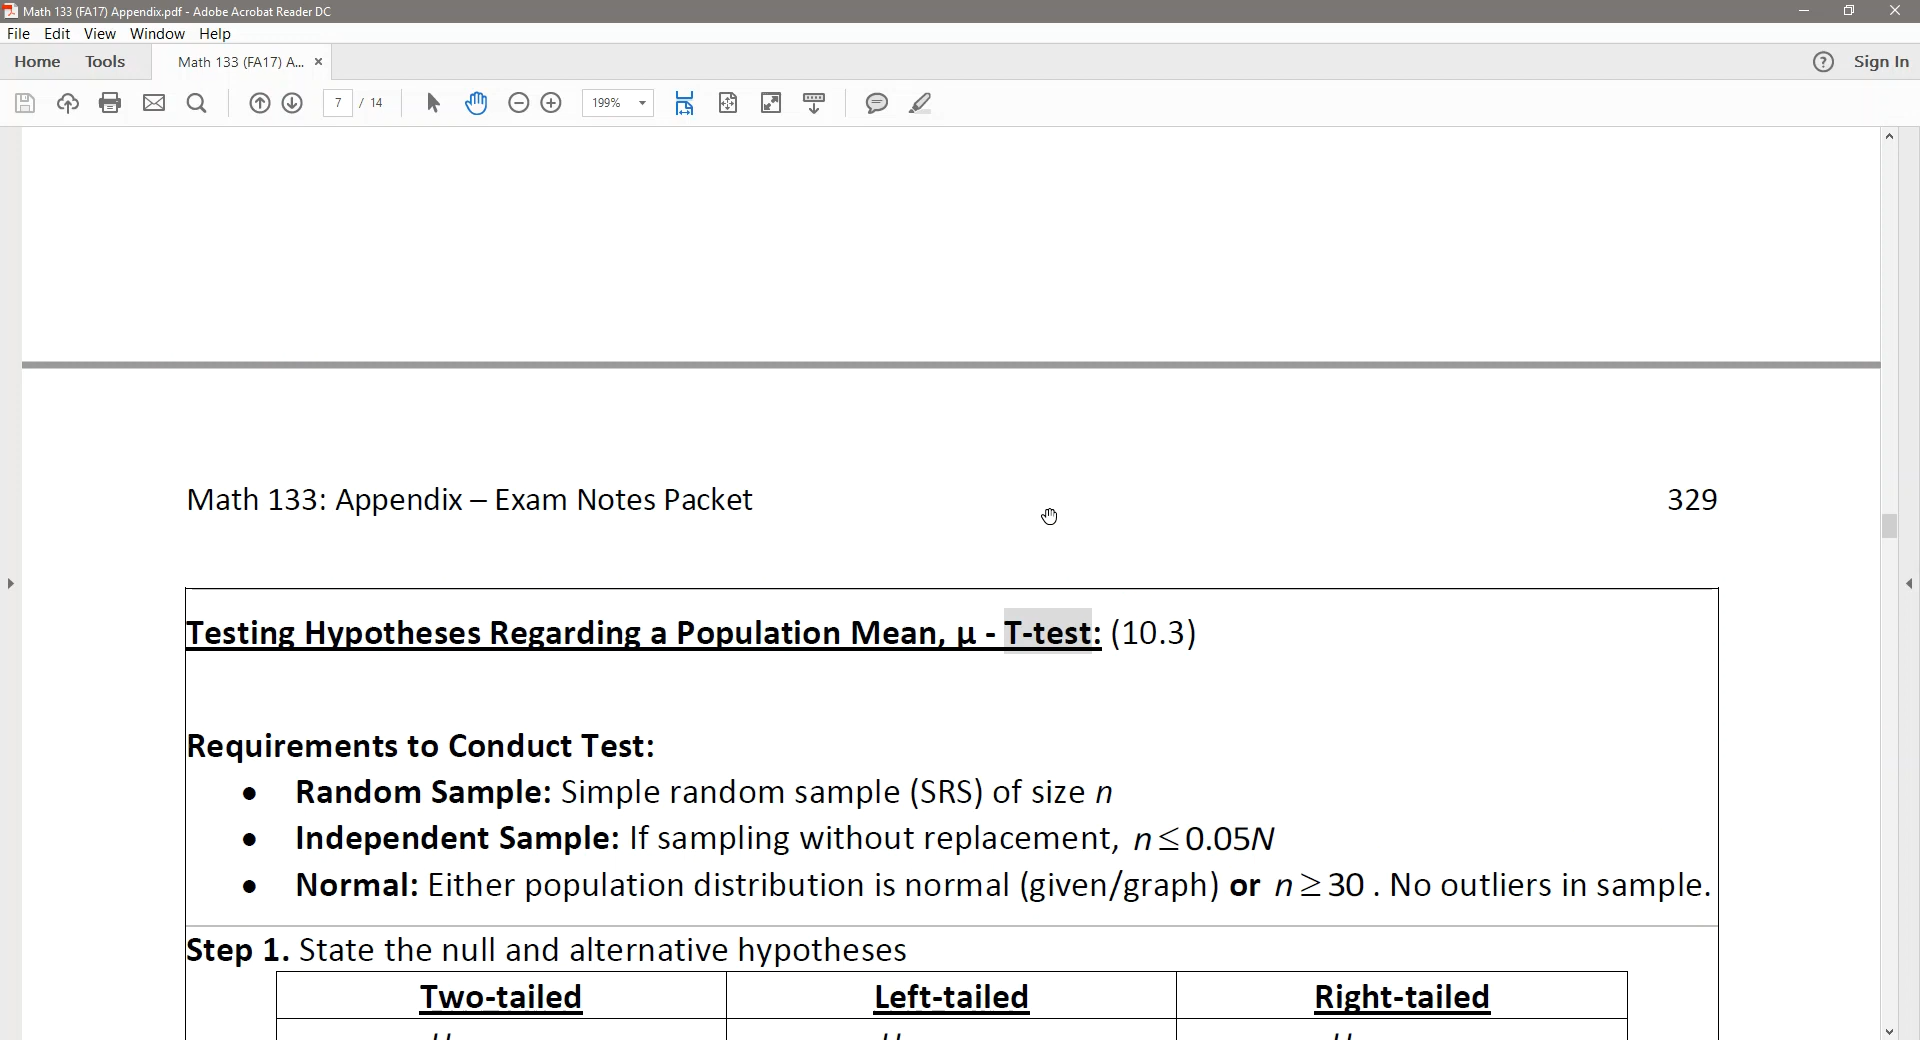 Math 133 (FA17) Appendix.pdf - Adobe Acrobat Reader DC
File Edit View Window Help
Home Tools Math 133 (FA17) A... × Sign In
7 / 14 199%
Math 133: Appendix – Exam Notes Packet 329
Testing Hypotheses Regarding a Population Mean, μ - T-test: (10.3)
Requirements to Conduct Test:
• Random Sample: Simple random sample (SRS) of size n
• Independent Sample: If sampling without replacement, n ≤ 0.05N
• Normal: Either population distribution is normal (given/graph) or n ≥ 30 . No outliers in sample.
Step 1. State the null and alternative hypotheses
Two-tailed Left-tailed Right-tailed